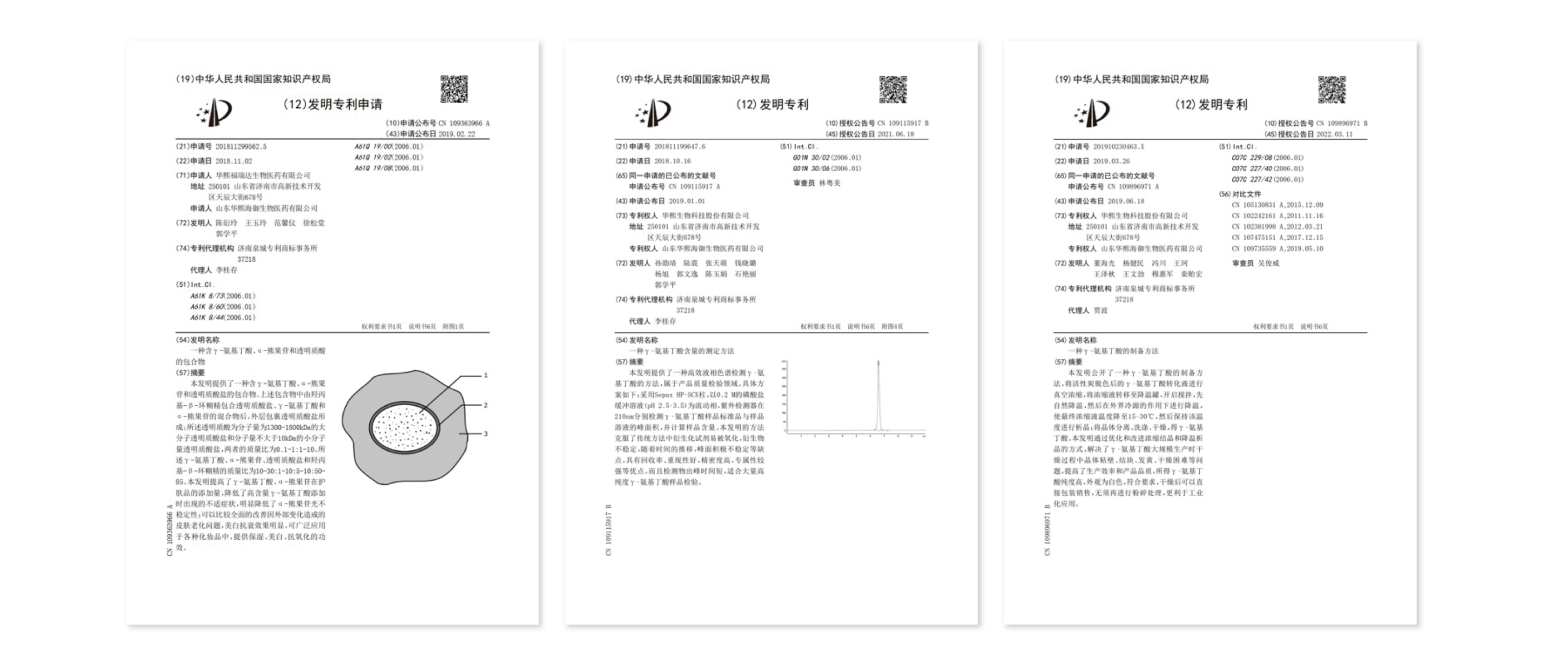 (19)中华人民共和国国家知识产权局
(12)发明专利申请
(10)申请公布号 CN 109363966 A
(43)申请公布日 2019.02.22
(21)申请号 201811299562.5
(22)申请日 2018.11.02
(71)申请人 华熙福瑞达生物医药有限公司
地址 250101 山东省济南市高新技术开发
区天辰大街678号
申请人 山东华熙海御生物医药有限公司
(72)发明人 陈衍玲 王玉玲 范馨仪 徐松堂
郭学平
(74)专利代理机构 济南泉城专利商标事务所
37218
代理人 李桂存
(51)Int.Cl.
A61K 8/73(2006.01)
A61K 8/60(2006.01)
A61K 8/44(2006.01)
A61Q 19/00(2006.01)
A61Q 19/02(2006.01)
A61Q 19/08(2006.01)
权利要求书1页 说明书6页 附图1页
(54)发明名称
一种含γ-氨基丁酸、α-熊果苷和透明质酸
的包合物
(57)摘要
本发明提供了一种含γ-氨基丁酸、α-熊果
苷和透明质酸盐的包合物,上述包合物中由羟丙
基-β-环糊精包合透明质酸盐、γ-氨基丁酸和
α-熊果苷的混合物后,外层包裹透明质酸盐形
成;所述透明质酸为分子量为1300-1800kDa的大
分子透明质酸盐和分子量不大于10kDa的小分子
量透明质酸盐,两者的质量比为0.1-1:1-10,所
述γ-氨基丁酸、α-熊果苷、透明质酸盐和羟丙
基-β-环糊精的质量比为10-30:1-10:5-10:50-
85。本发明提高了γ-氨基丁酸、α-熊果苷在护
肤品的添加量,降低了高含量γ-氨基丁酸添加
时出现的不适症状,明显降低了α-熊果苷光不
稳定性;可以比较全面的改善因外部变化造成的
皮肤老化问题,美白抗衰效果明显,可广泛应用
于各种化妆品中,提供保湿、美白、抗氧化的功
效。
1
2
3
CN 109363966 A
(19)中华人民共和国国家知识产权局
(12)发明专利
(10)授权公告号 CN 109115917 B
(45)授权公告日 2021.06.18
(21)申请号 201811199647.6
(22)申请日 2018.10.16
(65)同一申请的已公布的文献号
申请公布号 CN 109115917 A
(43)申请公布日 2019.01.01
(73)专利权人 华熙生物科技股份有限公司
地址 250101 山东省济南市高新技术开发
区天辰大街678号
专利权人 山东华熙海御生物医药有限公司
(72)发明人 孙助靖 陆震 张天萌 钱晓璐
杨旭 郭文逸 陈玉娟 石艳丽
郭学平
(74)专利代理机构 济南泉城专利商标事务所
37218
代理人 李桂存
(51)Int.Cl.
G01N 30/02(2006.01)
G01N 30/06(2006.01)
审查员 林粤美
权利要求书1页 说明书6页 附图4页
(54)发明名称
一种γ-氨基丁酸含量的测定方法
(57)摘要
本发明提供了一种高效液相色谱检测γ-氨
基丁酸的方法,属于产品质量检验领域。具体方
案如下:采用Sepax HP-SCX柱,以0.2 M的磷酸盐
缓冲溶液(pH 2.5-3.5)为流动相,紫外检测器在
210nm分别检测γ-氨基丁酸样品标准品与样品
溶液的峰面积,并计算样品含量。本发明的方法
克服了传统方法中衍生化试剂易被氧化,衍生物
不稳定,随着时间的推移,峰面积极不稳定等缺
点,具有回收率、重现性好,精密度高、专属性较
强等优点。而且检测物出峰时间短,适合大量高
纯度γ-氨基丁酸样品检验。
CN 109115917 B
(19)中华人民共和国国家知识产权局
(12)发明专利
(10)授权公告号 CN 109896971 B
(45)授权公告日 2022.03.11
(21)申请号 201910230463.X
(22)申请日 2019.03.26
(65)同一申请的已公布的文献号
申请公布号 CN 109896971 A
(43)申请公布日 2019.06.18
(73)专利权人 华熙生物科技股份有限公司
地址 250101 山东省济南市高新技术开发
区天辰大街678号
专利权人 山东华熙海御生物医药有限公司
(72)发明人 董海光 杨健民 冯川 王珂
王泽秋 王文劲 穆惠军 栾贻宏
(74)专利代理机构 济南泉城专利商标事务所
37218
代理人 贾波
(51)Int.Cl.
C07C 229/08(2006.01)
C07C 227/40(2006.01)
C07C 227/42(2006.01)
(56)对比文件
CN 105130831 A,2015.12.09
CN 102242161 A,2011.11.16
CN 102381998 A,2012.03.21
CN 107475151 A,2017.12.15
CN 109735559 A,2019.05.10
审查员 吴俊威
权利要求书1页 说明书6页
(54)发明名称
一种γ-氨基丁酸的制备方法
(57)摘要
本发明公开了一种γ-氨基丁酸的制备方
法,将活性炭脱色后的γ-氨基丁酸转化液进行
真空浓缩;将浓缩液转移至降温罐,开启搅拌,先
自然降温,然后在外界冷源的作用下进行降温,
使最终浓缩液温度降至15-30℃,然后保持该温
度进行析晶;将晶体分离、洗涤、干燥,得γ-氨基
丁酸。本发明通过优化和改进浓缩结晶和降温析
晶的方式,解决了γ-氨基丁酸大规模生产时干
燥过程中晶体粘壁、结块、发黄、干燥困难等问
题,提高了生产效率和产品品质,所得γ-氨基丁
酸纯度高,外观为白色,符合要求,干燥后可以直
接包装销售,无须再进行粉碎处理,更利于工业
化应用。
CN 109896971 B